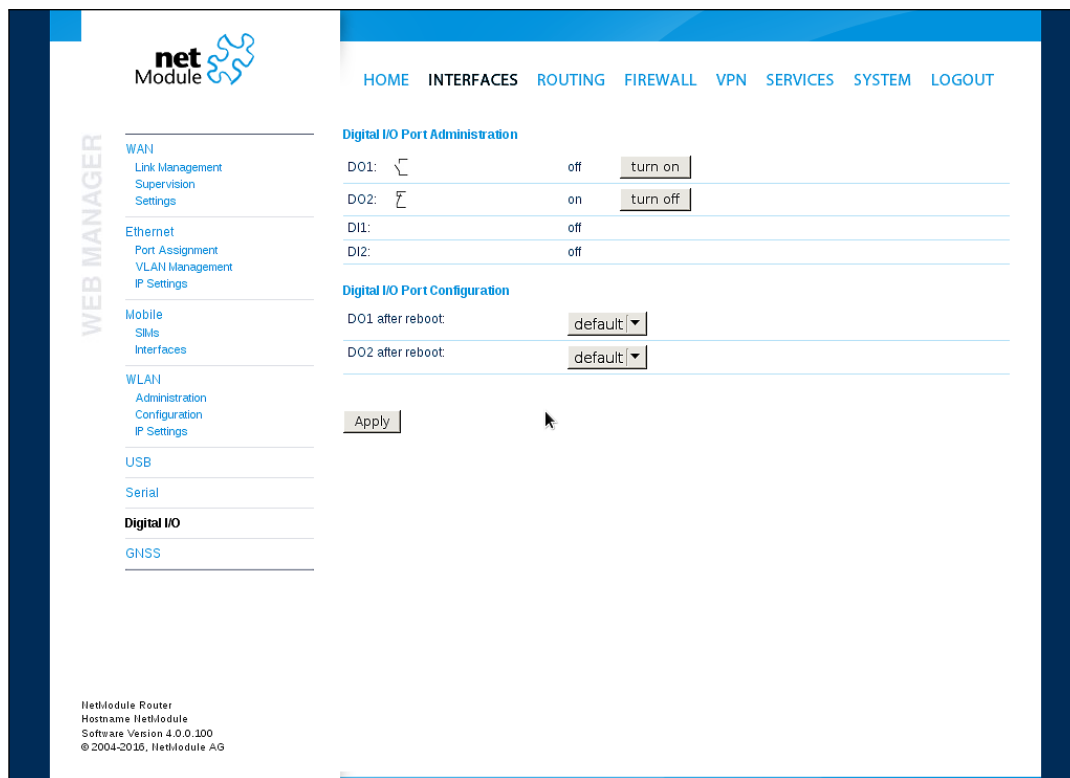 net
Module
HOME INTERFACES ROUTING FIREWALL VPN SERVICES SYSTEM LOGOUT
WEB MANAGER
WAN
Link Management
Supervision
Settings
Ethernet
Port Assignment
VLAN Management
IP Settings
Mobile
SIMs
Interfaces
WLAN
Administration
Configuration
IP Settings
USB
Serial
Digital I/O
GNSS
Digital I/O Port Administration
DO1: off turn on
DO2: on turn off
DI1: off
DI2: off
Digital I/O Port Configuration
DO1 after reboot: default
DO2 after reboot: default
Apply
NetModule Router
Hostname NetModule
Software Version 4.0.0.100
© 2004-2016, NetModule AG